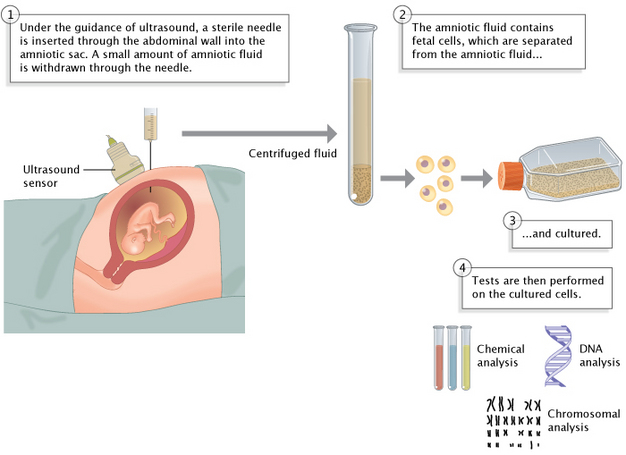 1
Under the guidance of ultrasound, a sterile needle
is inserted through the abdominal wall into the
amniotic sac. A small amount of amniotic fluid
is withdrawn through the needle.
2
The amniotic fluid contains
fetal cells, which are separated
from the amniotic fluid...
Centrifuged fluid
Ultrasound
sensor
3
...and cultured.
4
Tests are then performed
on the cultured cells.
Chemical
analysis
DNA
analysis
Chromosomal
analysis